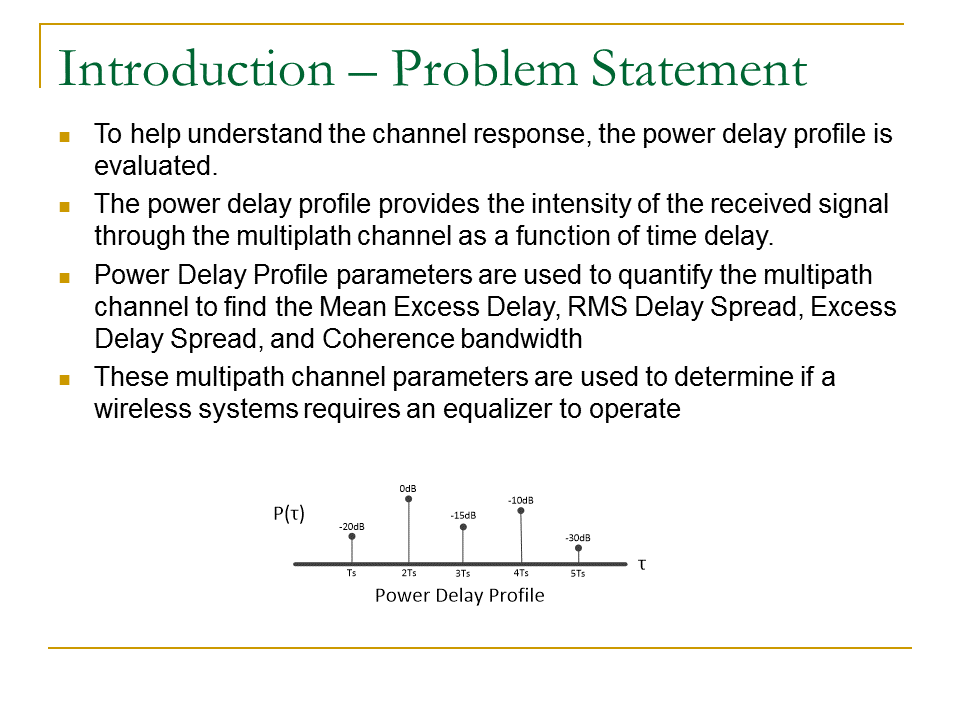 Introduction – Problem Statement
To help understand the channel response, the power delay profile is
evaluated.
The power delay profile provides the intensity of the received signal
through the multiplath channel as a function of time delay.
Power Delay Profile parameters are used to quantify the multipath
channel to find the Mean Excess Delay, RMS Delay Spread, Excess
Delay Spread, and Coherence bandwidth
These multipath channel parameters are used to determine if a
wireless systems requires an equalizer to operate
P(τ)
-20dB
0dB
-15dB
-10dB
-30dB
τ
Ts 2Ts 3Ts 4Ts 5Ts
Power Delay Profile